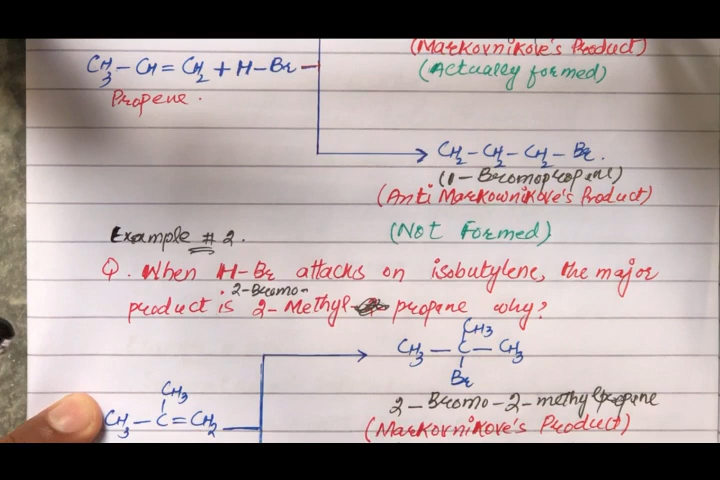 (Markovnikove's Product)
CH3 – CH = CH2 + H – Br
(Actually formed)
Propene.
CH2 – CH2 – CH2 – Br.
(1 – Bromopropane)
(Anti Markownikove's Product)
Example # 2.
(Not Formed)
Q. When H-Br attacks on isobutylene, the major
2-Bromo-
product is 2-Methyl- propane why?
CH3
CH3 – C – CH3
Br
CH3
2-Bromo-2-methylpropane
CH3 – C = CH2
(Markovnikove's Product)